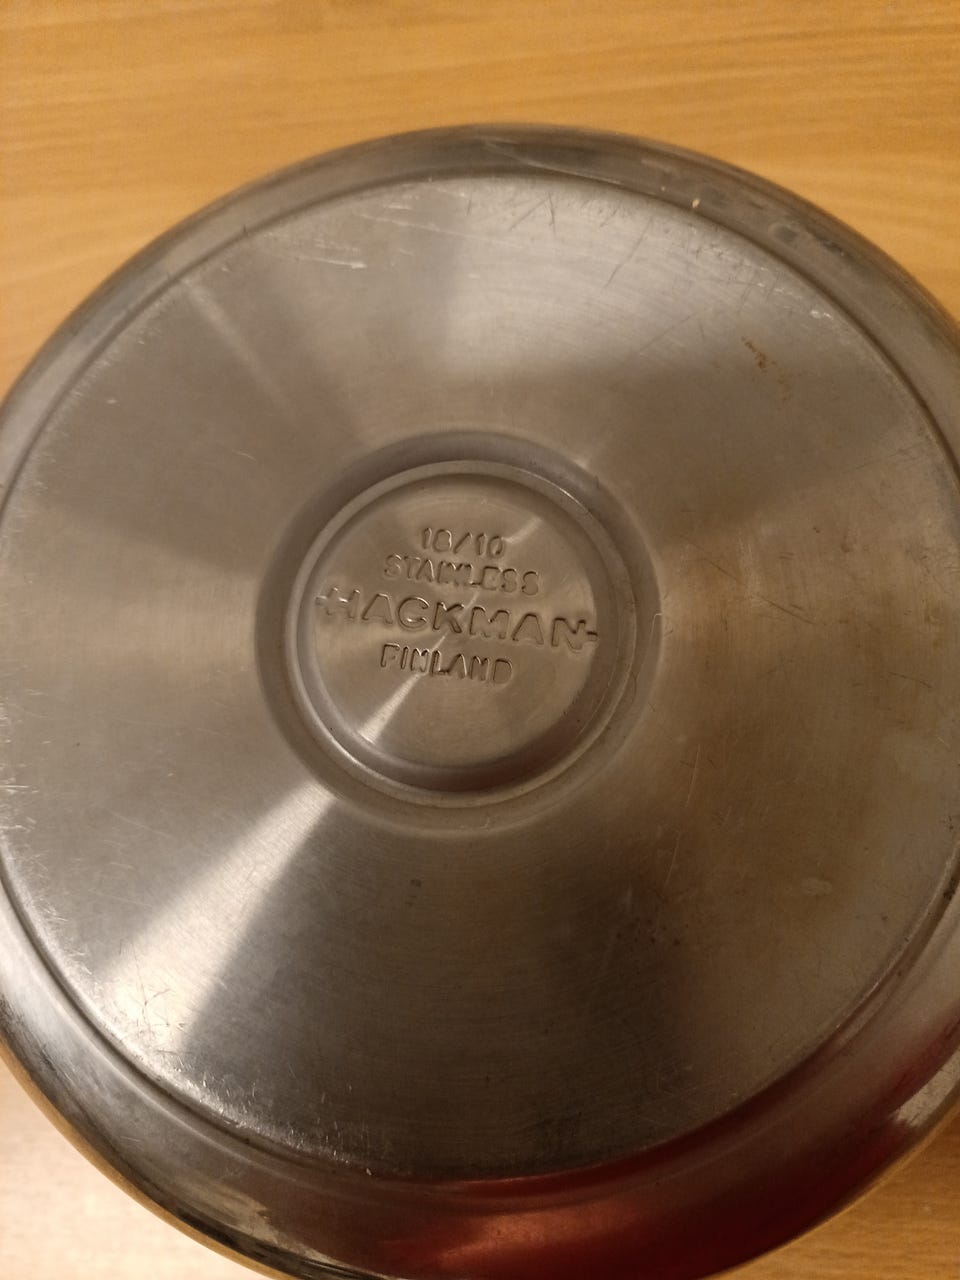 18/10
STAINLESS
-HACKMAN-
FINLAND